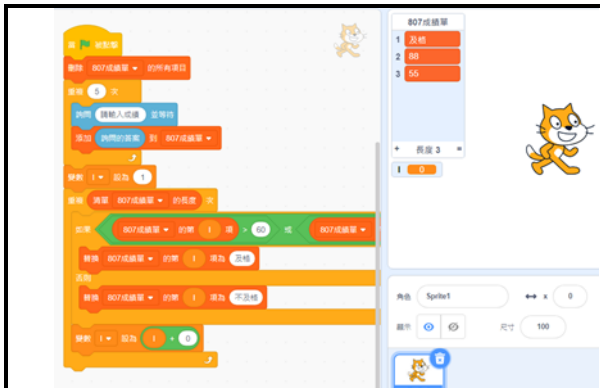 當 被點擊
刪除 807成績單 的所有項目
重複 5 次
詢問 請輸入成績 並等待
添加 詢問的答案 到 807成績單
變數 I 設為 1
重複 清單 807成績單 的長度 次
如果 807成績單 的第 I 項 > 60 或 807成績單
替換 807成績單 的第 I 項為 及格
否則
替換 807成績單 的第 I 項為 不及格
變數 I 設為 I + 0
807成績單
1 及格
2 88
3 55
+ 長度 3 =
I 0
角色 Sprite1 x 0
顯示 尺寸 100